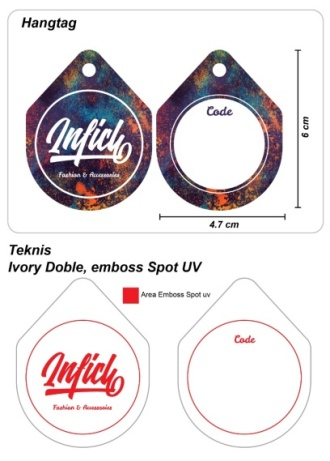 Hangtag
Infich
Fashion & Accessories
Code
6 cm
4.7 cm
Teknis
Ivory Doble, emboss Spot UV
Area Emboss Spot uv
Infich
Fashion & Accessories
Code